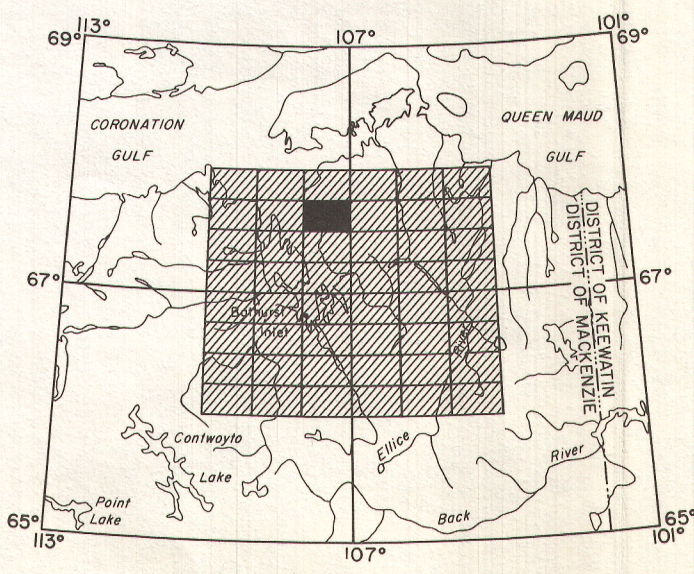 113°
107°
101°
69°
69°
CORONATION
GULF
QUEEN MAUD
GULF
DISTRICT OF KEEWATIN
DISTRICT OF MACKENZIE
67°
67°
Bathurst
Inlet
River
Contwoyto
Lake
Ellice
River
Back
Point
Lake
65°
65°
113°
107°
101°